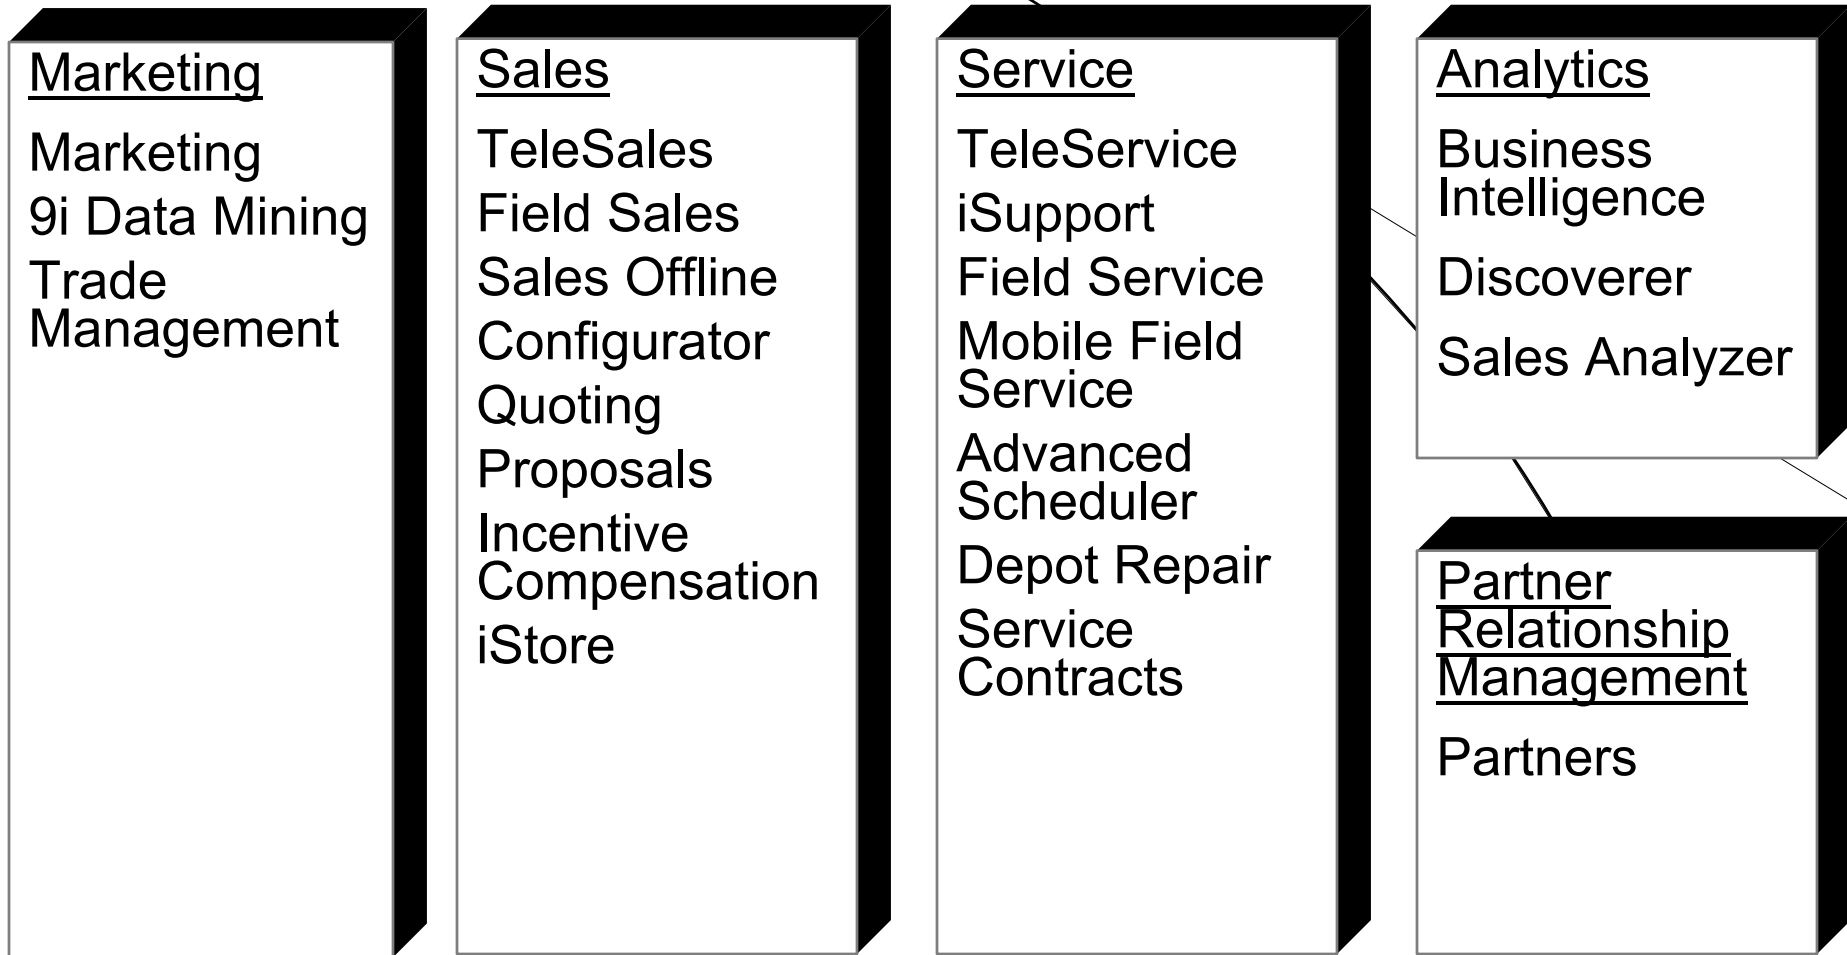 Marketing
Marketing
9i Data Mining
Trade
Management
Sales
TeleSales
Field Sales
Sales Offline
Configurator
Quoting
Proposals
Incentive
Compensation
iStore
Service
TeleService
iSupport
Field Service
Mobile Field
Service
Advanced
Scheduler
Depot Repair
Service
Contracts
Analytics
Business
Intelligence
Discoverer
Sales Analyzer
Partner
Relationship
Management
Partners